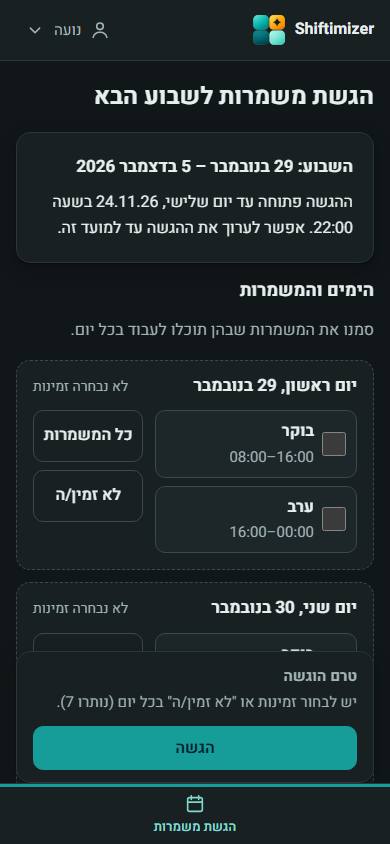 Shiftimizer
נועה
הגשת משמרות לשבוע הבא
השבוע: 29 בנובמבר – 5 בדצמבר 2026
ההגשה פתוחה עד יום שלישי, 24.11.26 בשעה
22:00. אפשר לערוך את ההגשה עד למועד זה.
הימים והמשמרות
סמנו את המשמרות שבהן תוכלו לעבוד בכל יום.
יום ראשון, 29 בנובמבר
לא נבחרה זמינות
בוקר
08:00–16:00
ערב
16:00–00:00
כל המשמרות
לא זמין/ה
יום שני, 30 בנובמבר
לא נבחרה זמינות
טרם הוגשה
יש לבחור זמינות או "לא זמין/ה" בכל יום (נותרו 7).
הגשה
הגשת משמרות